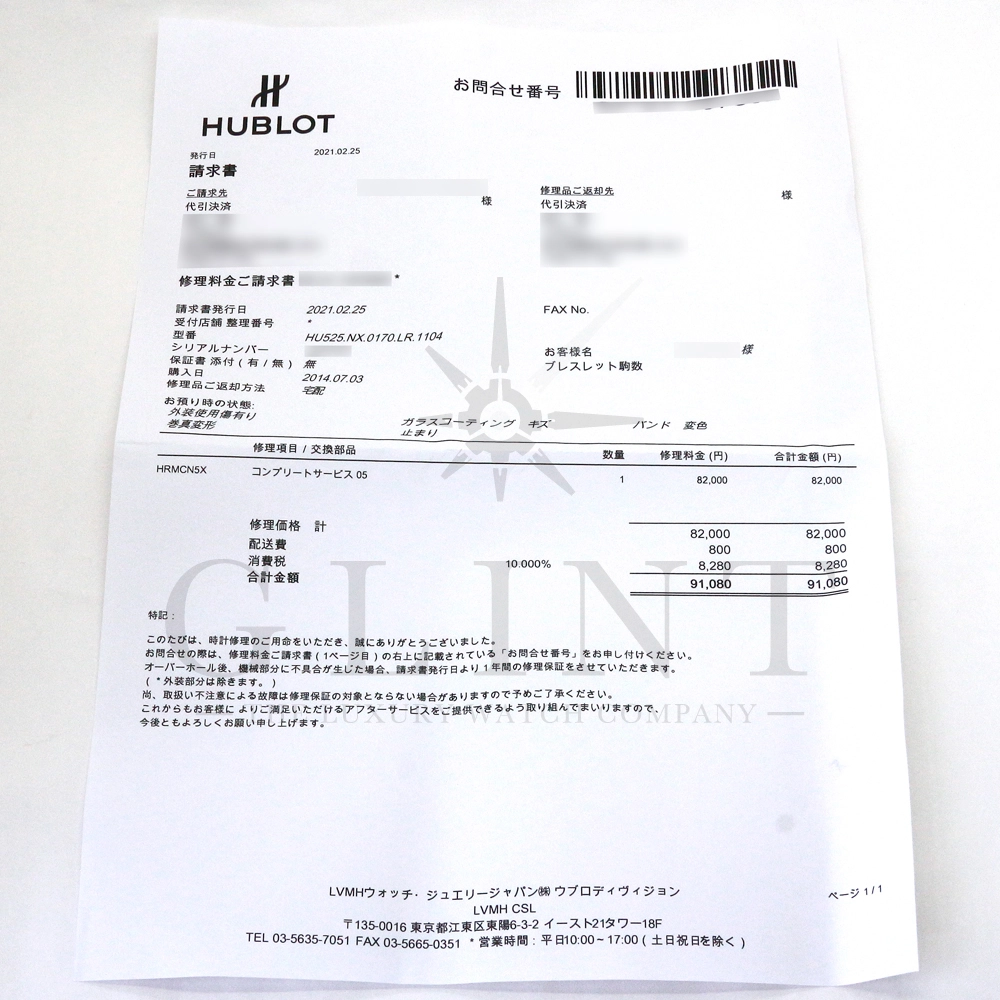 お問合せ番号
HUBLOT
発行日 2021.02.25
請求書
ご請求先 様
代引決済
修理品ご返却先 様
代引決済
修理料金ご請求書 *
請求書発行日 2021.02.25
受付店舗 整理番号 *
型番 HU525.NX.0170.LR.1104
シリアルナンバー
保証書 添付 ( 有 / 無 ) 無
購入日 2014.07.03
修理品ご返却方法 宅配
FAX No.
お客様名 様
ブレスレット駒数
お預り時の状態:
外装使用傷有り ガラスコーティング キズ バンド 変色
巻真変形 止まり
修理項目 / 交換部品 数量 修理料金 (円) 合計金額 (円)
HRMCN5X コンプリートサービス 05 1 82,000 82,000
修理価格 計 82,000 82,000
配送費 800 800
消費税 10.000% 8,280 8,280
合計金額 91,080 91,080
特記:
このたびは、時計修理のご用命をいただき、誠にありがとうございました。
お問合せの際は、修理料金ご請求書 ( 1ページ目 ) の右上に記載されている「お問合せ番号」をお申し付けください。
オーバーホール後、機械部分に不具合が生じた場合、請求書発行日より 1 年間の修理保証をさせていただきます。
( * 外装部分は除きます。 )
尚、取扱い不注意による故障は修理保証の対象とならない場合がありますので予めご了承ください。
これからもお客様に よりご満足いただけるアフターサービスをご提供できるよう取り組んでまいりますので、
今後ともよろしくお願い申し上げます。
GLINT
LUXURY WATCH COMPANY
LVMHウォッチ・ジュエリージャパン㈱ ウブロディヴィジョン
LVMH CSL
〒135-0016 東京都江東区東陽6-3-2 イースト21タワー18F
TEL 03-5635-7051 FAX 03-5665-0351 * 営業時間 : 平日10:00~17:00 ( 土日祝日を除く )
ページ 1 / 1